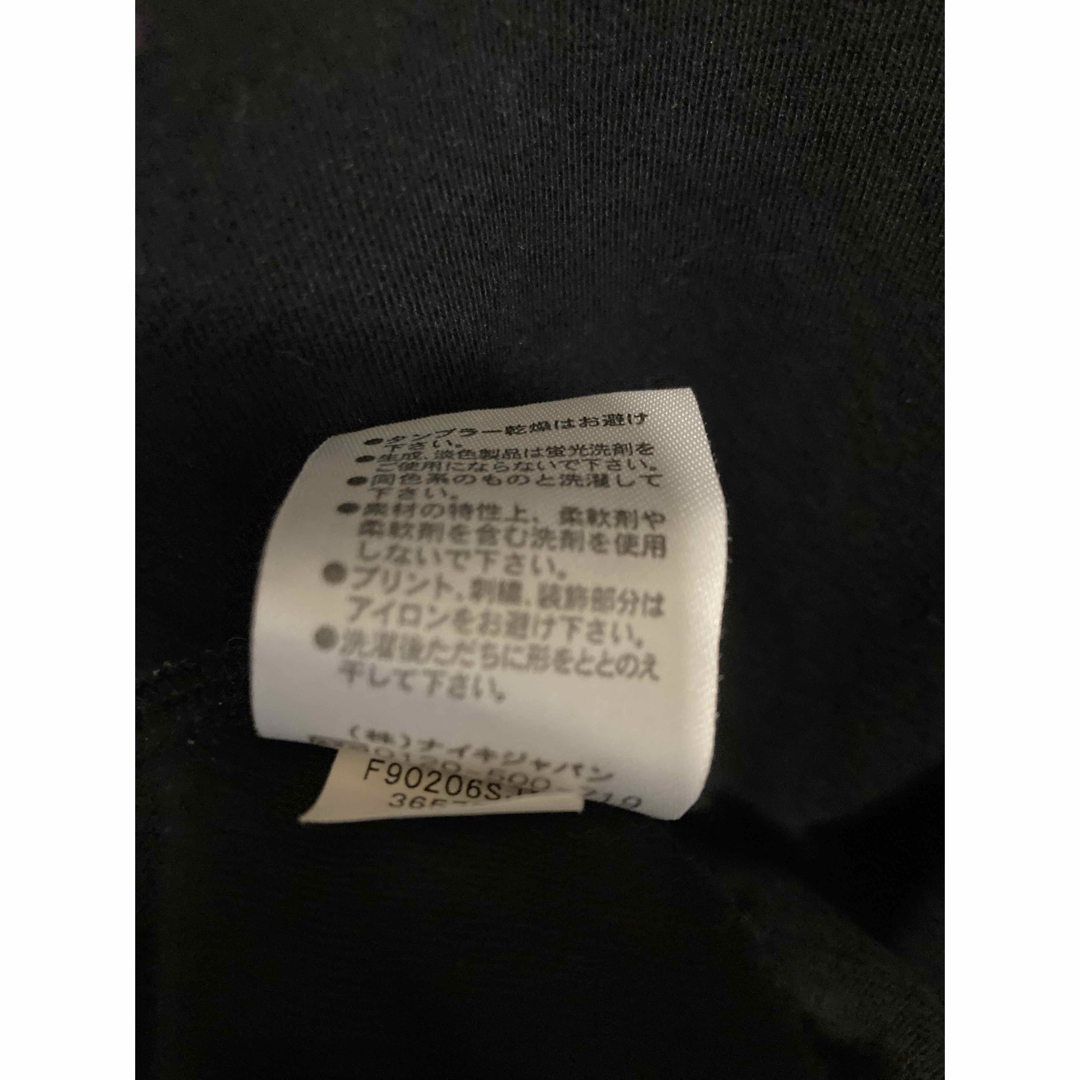 ●タンブラー乾燥はお避け
下さい。
●生成、淡色製品は蛍光洗剤を
ご使用にならないで下さい。
●同色系のものと洗濯して
下さい。
●素材の特性上、柔軟剤や
柔軟剤を含む洗剤を使用
しないで下さい。
●プリント、刺繍、装飾部分は
アイロンをお避け下さい。
●洗濯後ただちに形をととのえ
干して下さい。
(株)ナイキジャパン
0120-500-719
F90206S
365